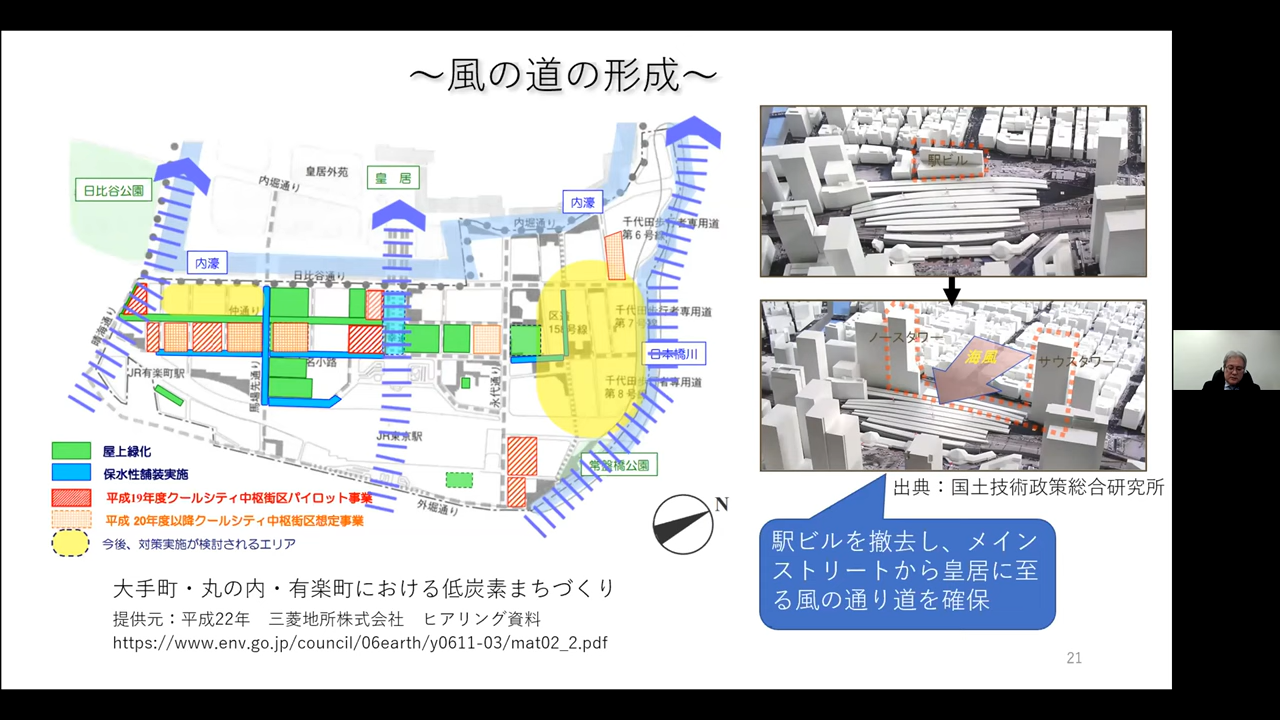 ～風の道の形成～
日比谷公園
内堀通り
皇居外苑
皇 居
内濠
内堀通り
千代田歩行者専用道
第6号線
内濠
日比谷通り
晴海通り
仲通り
区道
158号線
千代田歩行者専用道
第7号線
日本橋川
JR有楽町駅
馬場先通り
名小路
永代通り
千代田歩行者専用道
第8号線
JR東京駅
常盤橋公園
外堀通り
N
屋上緑化
保水性舗装実施
平成19年度クールシティ中枢街区パイロット事業
平成 20年度以降クールシティ中枢街区想定事業
今後、対策実施が検討されるエリア
大手町・丸の内・有楽町における低炭素まちづくり
提供元：平成22年 三菱地所株式会社 ヒアリング資料
https://www.env.go.jp/council/06earth/y0611-03/mat02_2.pdf
駅ビル
ノースタワー
海風
サウスタワー
出典：国土技術政策総合研究所
駅ビルを撤去し、メイン
ストリートから皇居に至
る風の通り道を確保
21